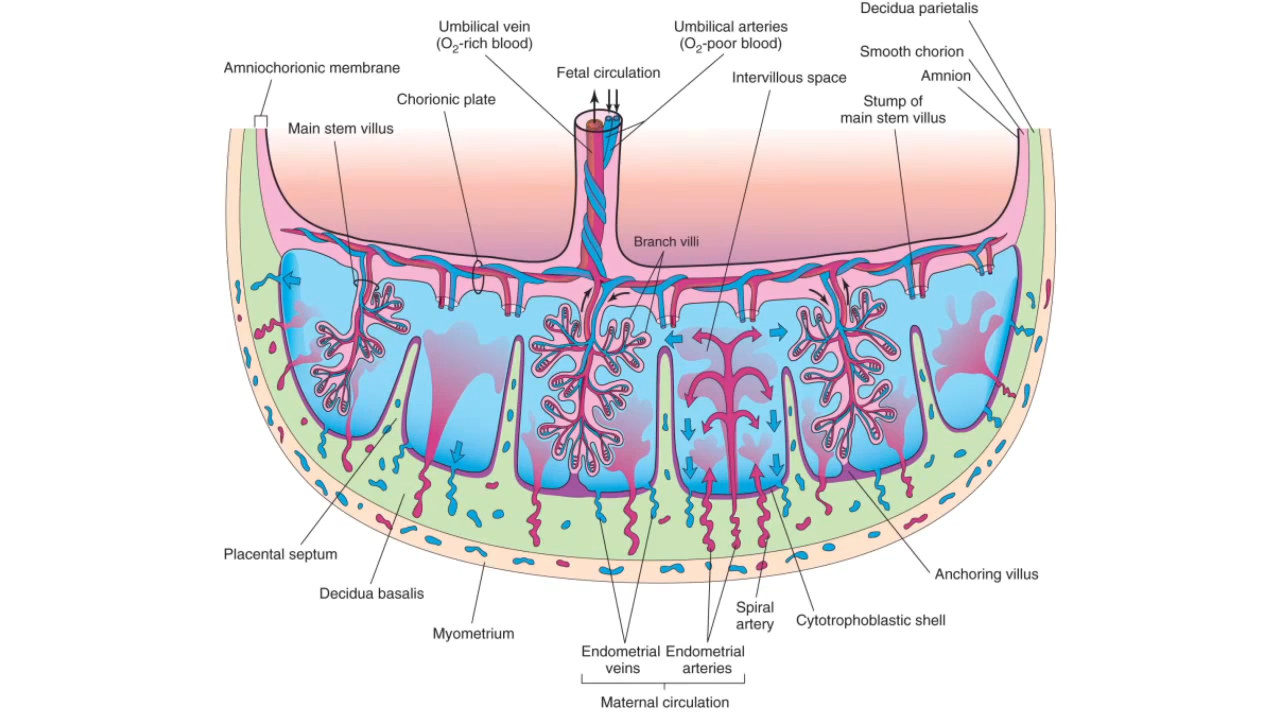 Decidua parietalis
Umbilical vein
(O2-rich blood)
Umbilical arteries
(O2-poor blood)
Smooth chorion
Amniochorionic membrane
Fetal circulation
Intervillous space
Amnion
Chorionic plate
Stump of
main stem villus
Main stem villus
Branch villi
Placental septum
Anchoring villus
Decidua basalis
Spiral
artery
Cytotrophoblastic shell
Myometrium
Endometrial
veins
Endometrial
arteries
Maternal circulation